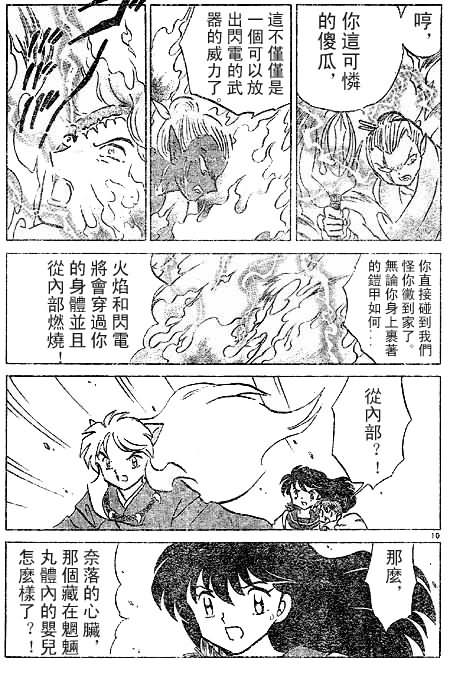 哼，
你這可憐
的傻瓜，
這不僅僅是
一個可以放
出閃電的武
器的威力了
你直接碰到我們
怪你黴到家了。
無論你身上裹著
的鎧甲如何…
火焰和閃電
將會穿過你
的身體並且
從內部燃燒！
從內部？！
19
那麼，
奈落的心臟，
那個藏在魍魎
丸體內的嬰兒
怎麼樣了？！